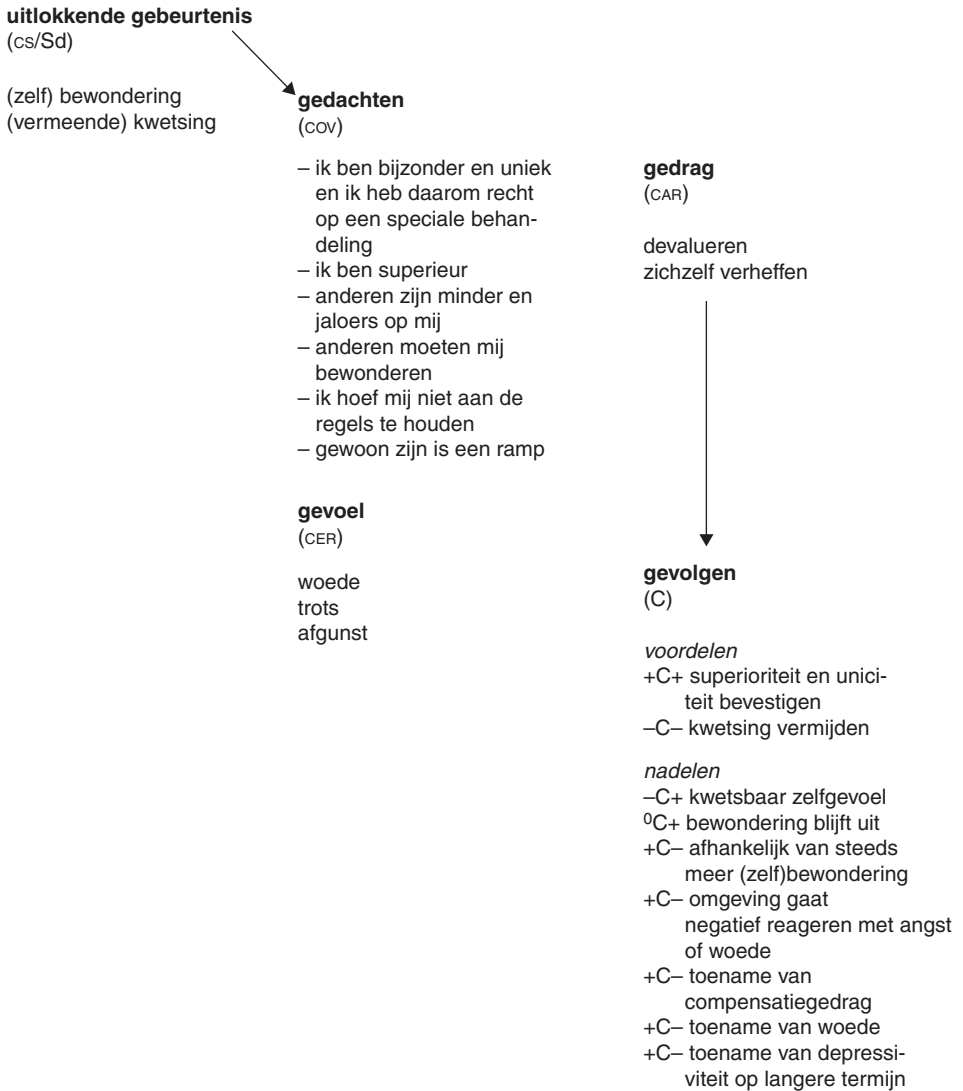 uitlokkende gebeurtenis
(CS/Sd)
(zelf) bewondering
(vermeende) kwetsing
gedachten
(COV)
– ik ben bijzonder en uniek
en ik heb daarom recht
op een speciale behan-
deling
– ik ben superieur
– anderen zijn minder en
jaloers op mij
– anderen moeten mij
bewonderen
– ik hoef mij niet aan de
regels te houden
– gewoon zijn is een ramp
gevoel
(CER)
woede
trots
afgunst
gedrag
(CAR)
devalueren
zichzelf verheffen
gevolgen
(C)
voordelen
+C+ superioriteit en unici-
teit bevestigen
–C– kwetsing vermijden
nadelen
–C+ kwetsbaar zelfgevoel
⁰C+ bewondering blijft uit
+C– afhankelijk van steeds
meer (zelf)bewondering
+C– omgeving gaat
negatief reageren met angst
of woede
+C– toename van
compensatiegedrag
+C– toename van woede
+C– toename van depressi-
viteit op langere termijn